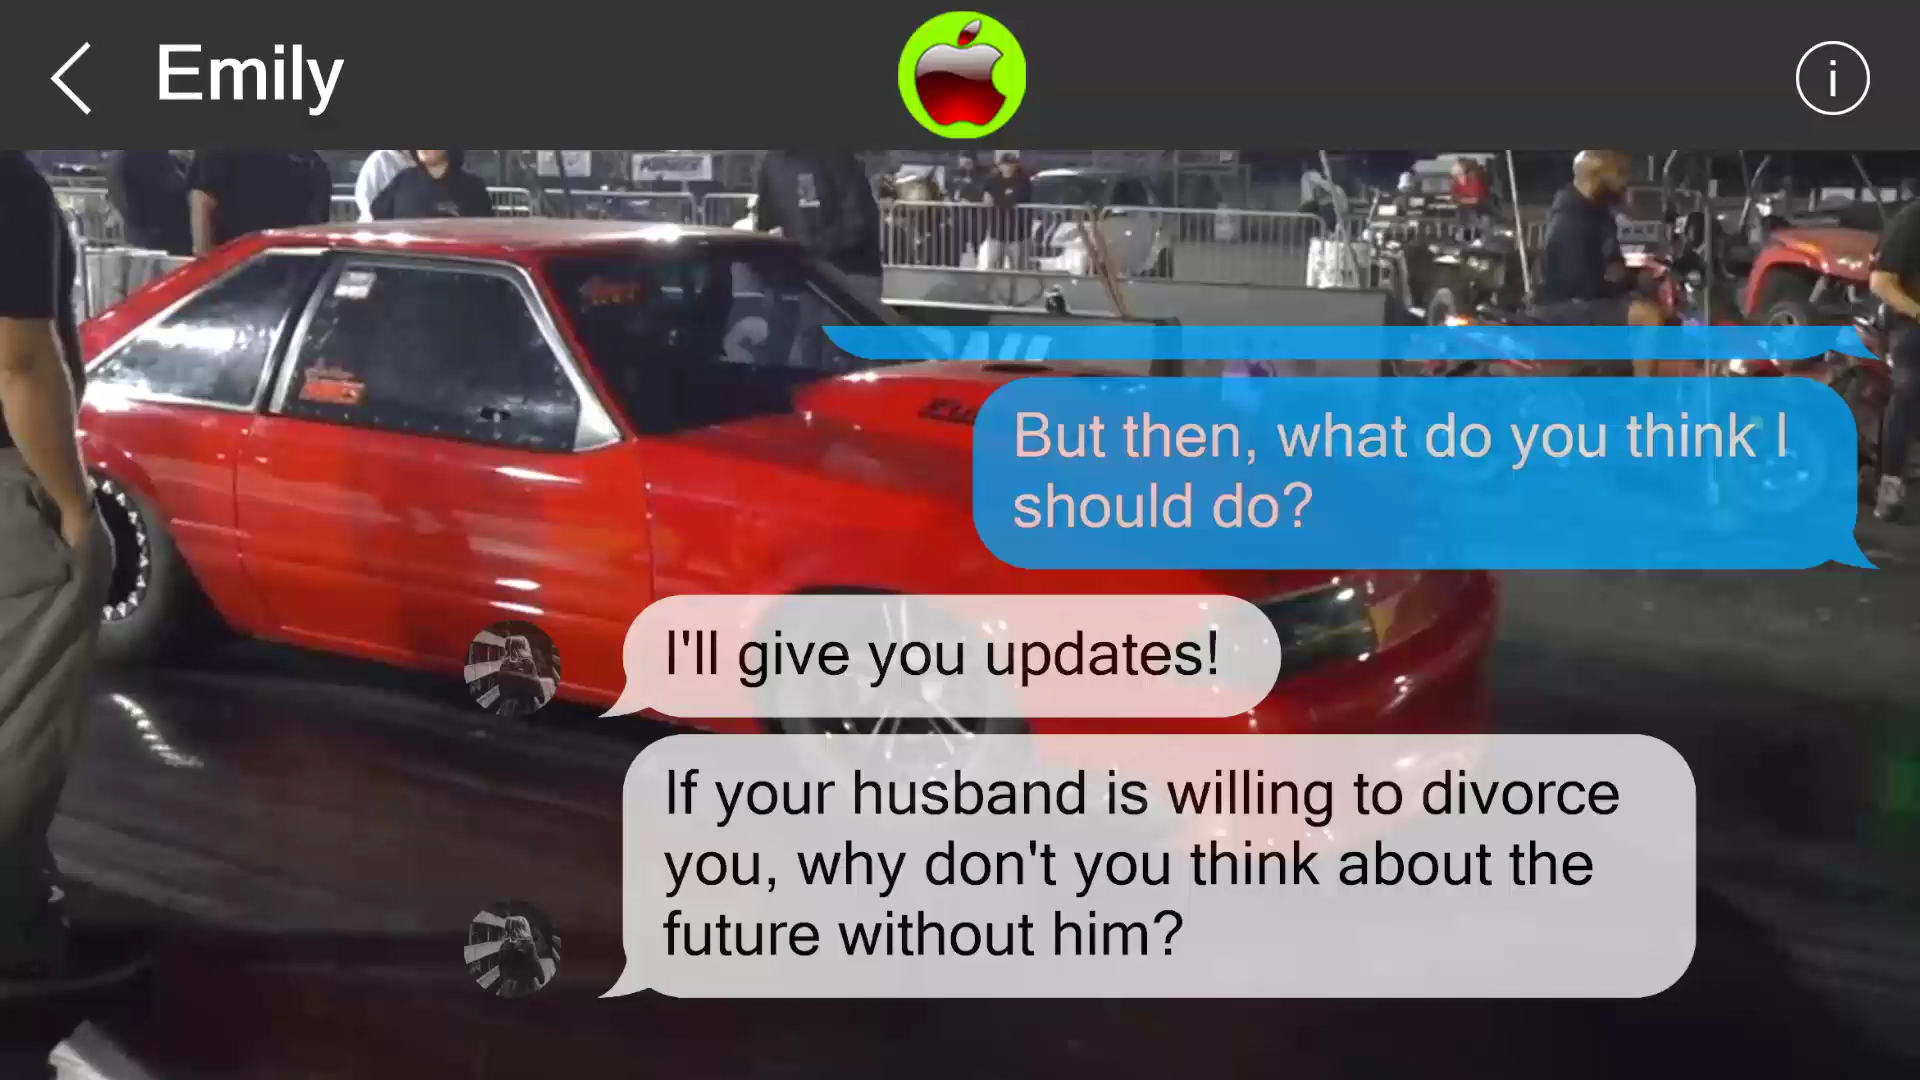 Emily
i
But then, what do you think I
should do?
I'll give you updates!
If your husband is willing to divorce
you, why don't you think about the
future without him?